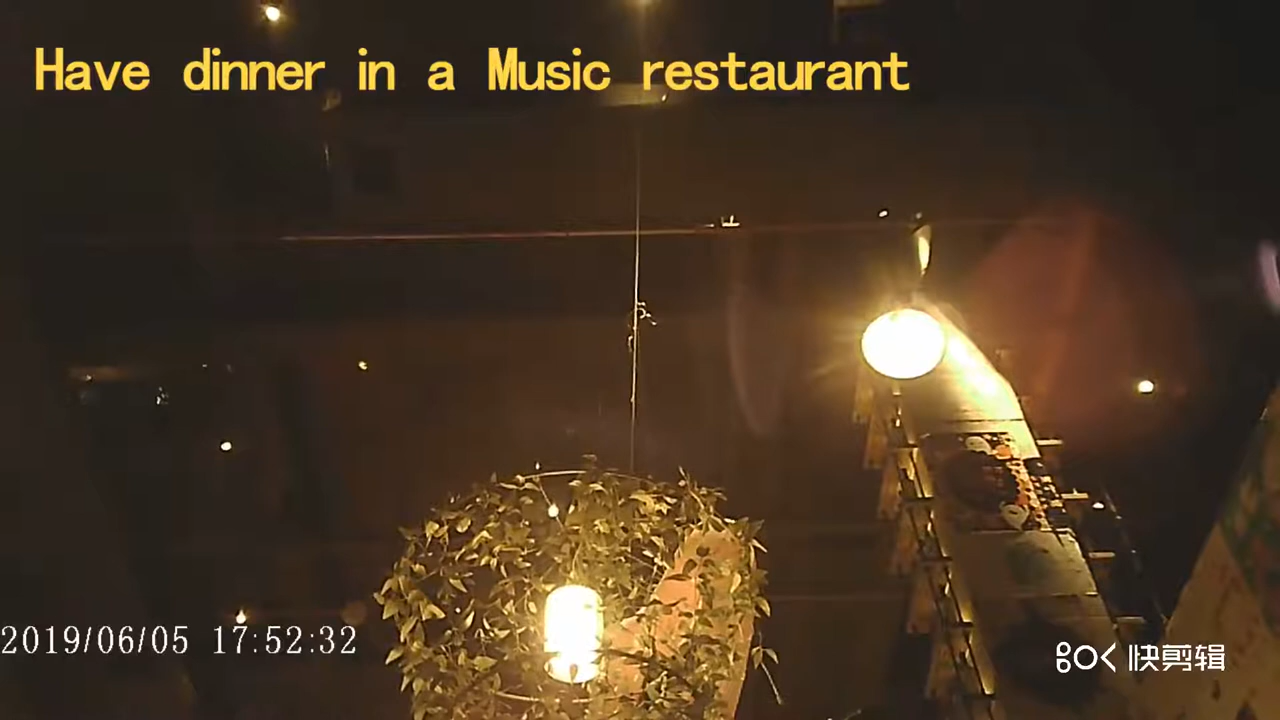 Have dinner in a Music restaurant
2019/06/05 17:52:32
快剪辑